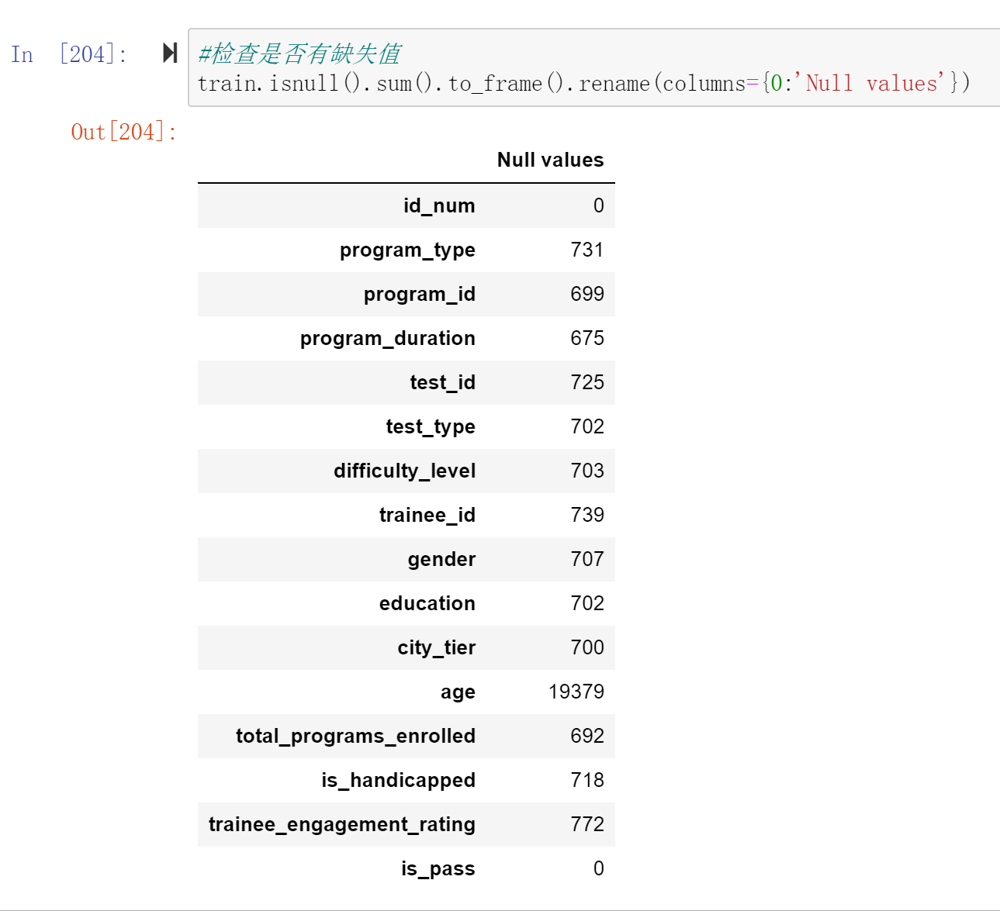 In [204]:
#检查是否有缺失值
train.isnull().sum().to_frame().rename(columns={0:'Null values'})
Out[204]:
Null values
id_num 0
program_type 731
program_id 699
program_duration 675
test_id 725
test_type 702
difficulty_level 703
trainee_id 739
gender 707
education 702
city_tier 700
age 19379
total_programs_enrolled 692
is_handicapped 718
trainee_engagement_rating 772
is_pass 0